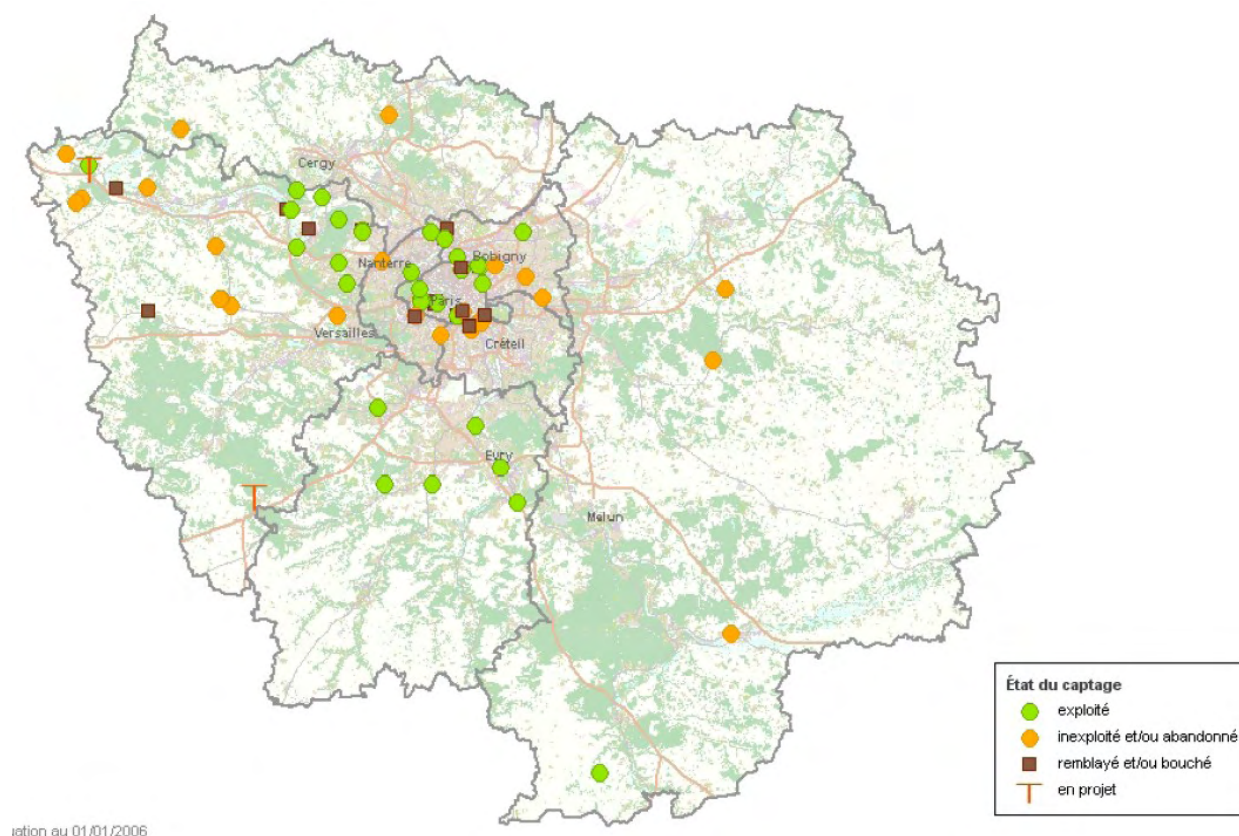 Cergy
Nanterre
Bobigny
Paris
Versailles
Créteil
Evry
Melun
État du captage
exploité
inexploité et/ou abandonné
remblayé et/ou bouché
en projet
uation au 01/01/2006